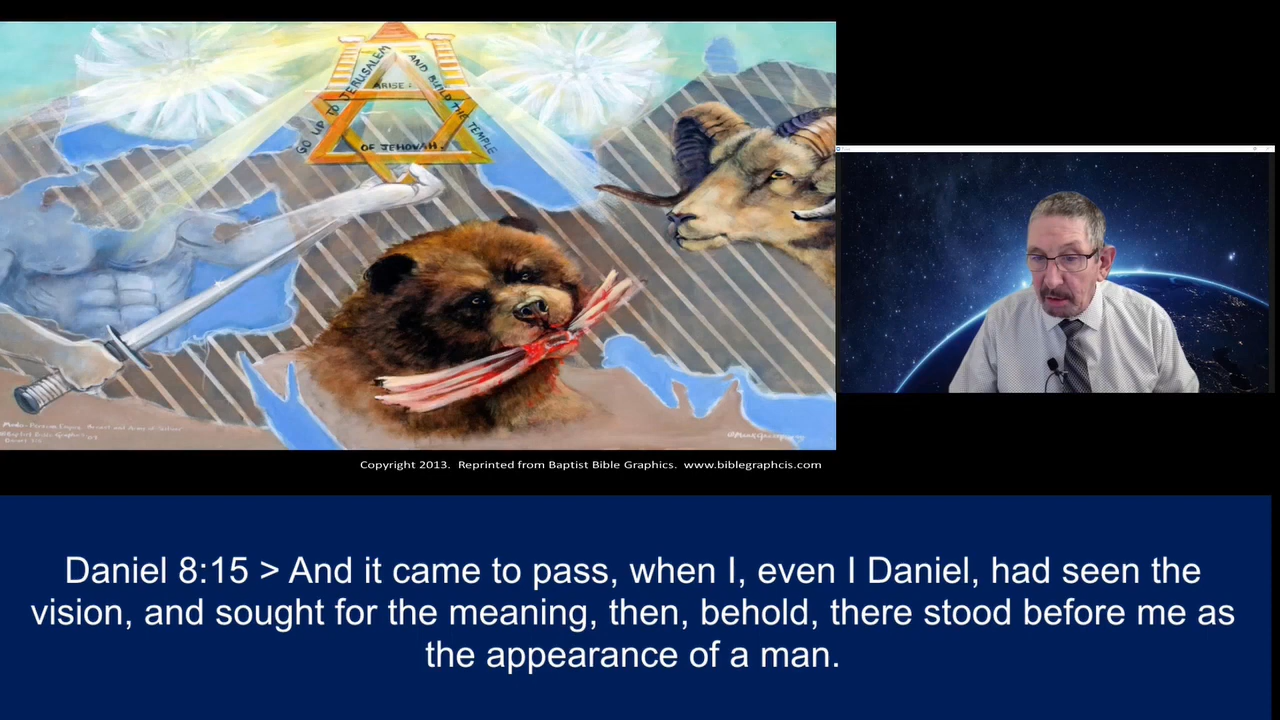 GO UP TO JERUSALEM
AND BUILD THE TEMPLE
ARISE:
OF JEHOVAH.
Copyright 2013. Reprinted from Baptist Bible Graphics. www.biblegraphcis.com
Daniel 8:15 > And it came to pass, when I, even I Daniel, had seen the
vision, and sought for the meaning, then, behold, there stood before me as
the appearance of a man.